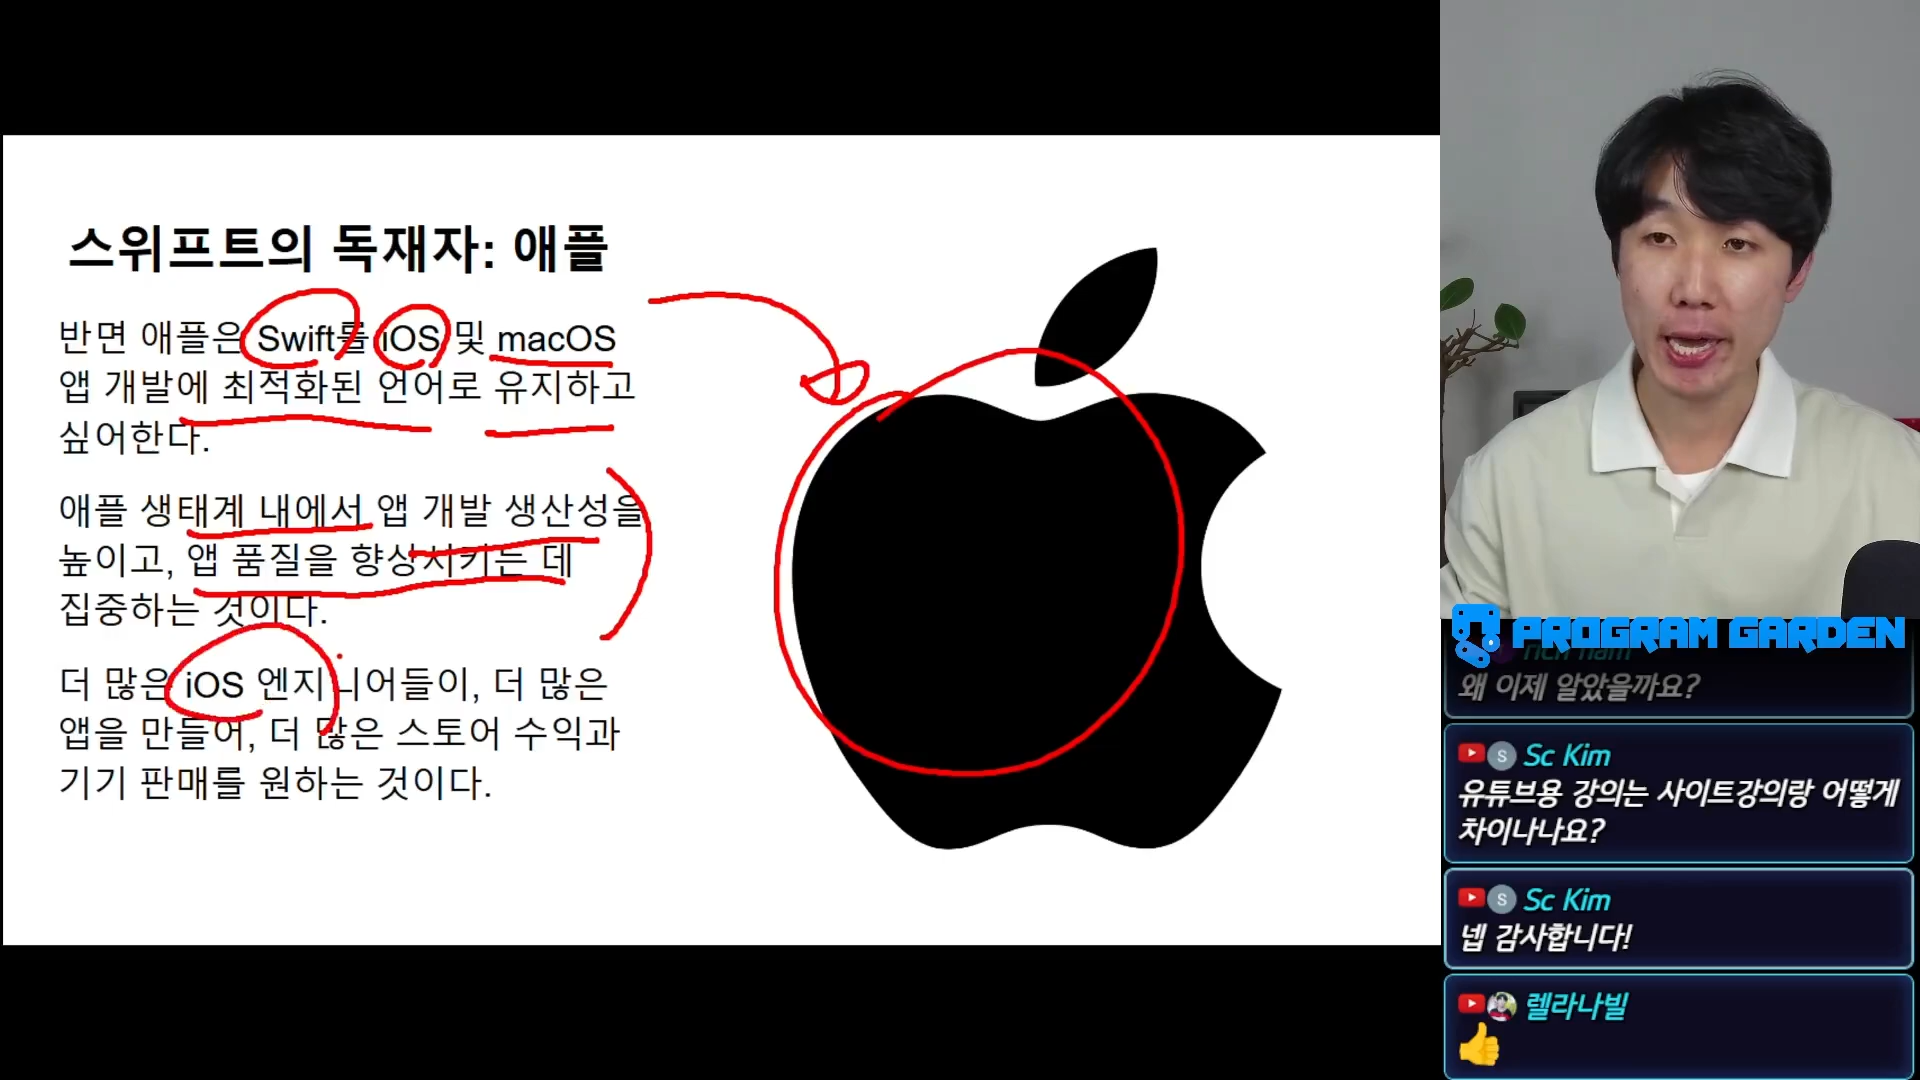 스위프트의 독재자: 애플
반면 애플은 Swift를 iOS 및 macOS
앱 개발에 최적화된 언어로 유지하고
싶어한다.
애플 생태계 내에서 앱 개발 생산성을
높이고, 앱 품질을 향상시키는 데
집중하는 것이다.
더 많은 iOS 엔지니어들이, 더 많은
앱을 만들어, 더 많은 스토어 수익과
기기 판매를 원하는 것이다.
PROGRAM GARDEN
rich nam
왜 이제 알았을까요?
S Sc Kim
유튜브용 강의는 사이트강의랑 어떻게
차이나나요?
S Sc Kim
넵 감사합니다!
렐라나빌